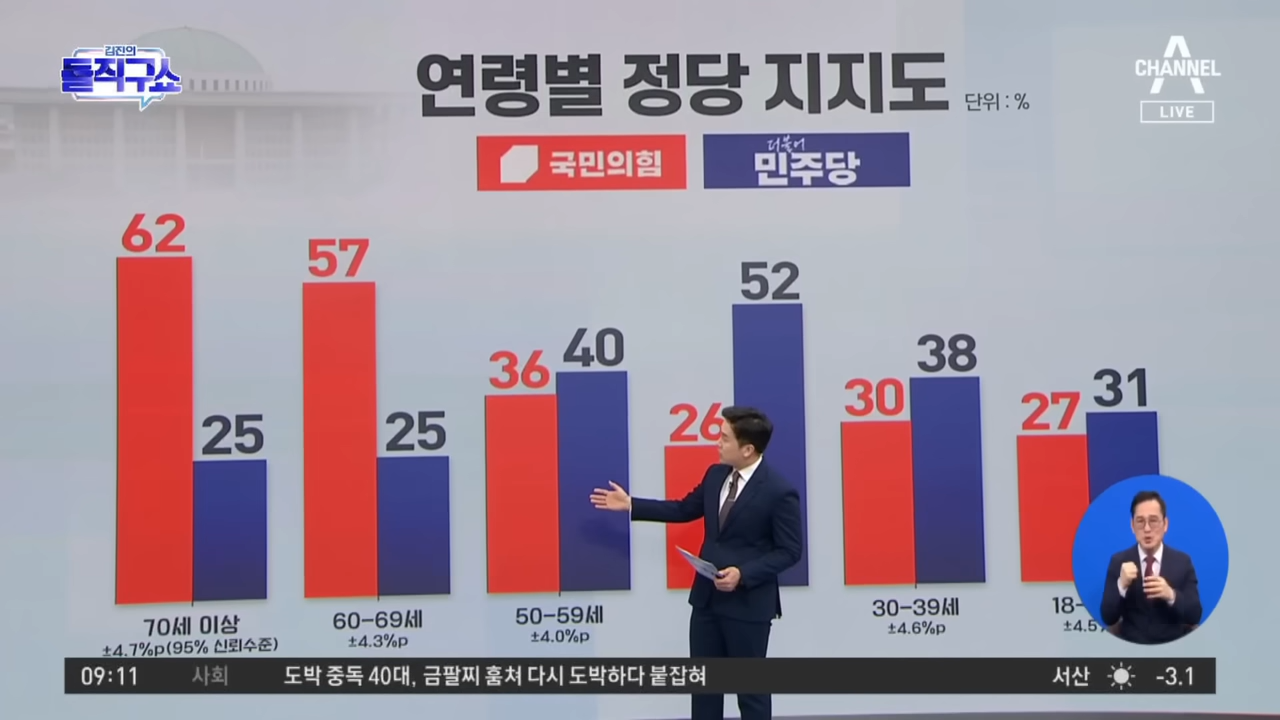 김진의
돌직구쇼
연령별 정당 지지도
단위 : %
CHANNEL A
LIVE
국민의힘
더불어
민주당
62
25
57
25
36
40
26
52
30
38
27
31
70세 이상
±4.7%p(95% 신뢰수준)
60-69세
±4.3%p
50-59세
±4.0%p
30-39세
±4.6%p
18-
±4.5
09:11
사회
도박 중독 40대, 금팔찌 훔쳐 다시 도박하다 붙잡혀
서산
-3.1